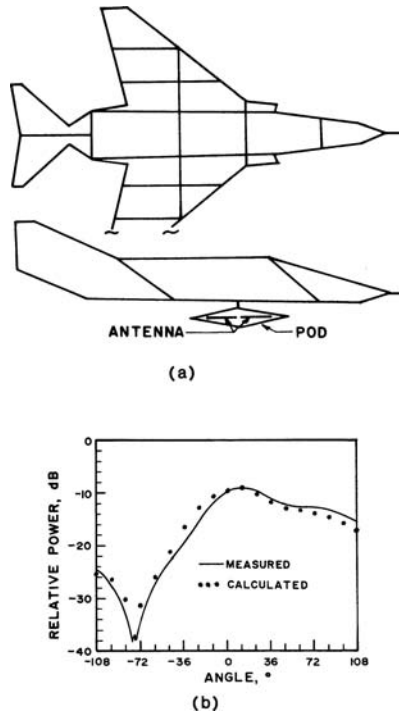 ANTENNA POD
(a)
RELATIVE POWER, dB
0
-10
-20
-30
-40
MEASURED
CALCULATED
-108 -72 -36 0 36 72 108
ANGLE, °
(b)